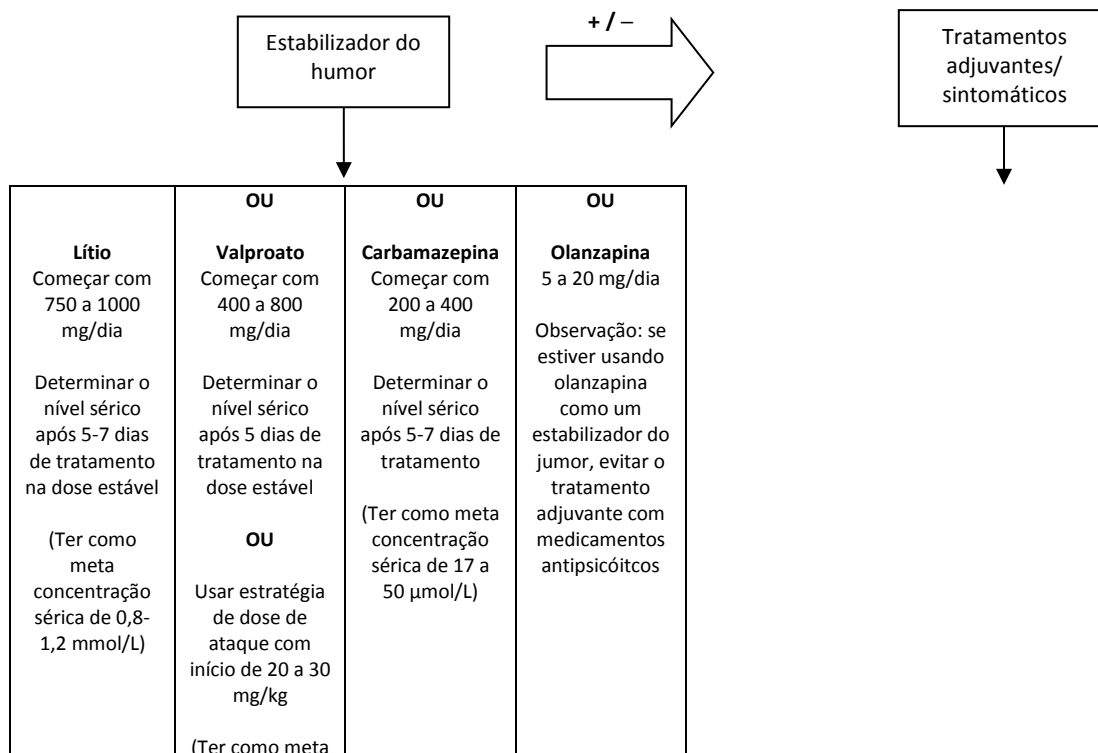 Estabilizador do
humor
+ / –
Tratamentos
adjuvantes/
sintomáticos
Lítio
Começar com
750 a 1000
mg/dia
Determinar o
nível sérico
após 5-7 dias
de tratamento
na dose estável
(Ter como
meta
concentração
sérica de 0,8-
1,2 mmol/L)
OU
Valproato
Começar com
400 a 800
mg/dia
Determinar o
nível sérico
após 5 dias de
tratamento na
dose estável
OU
Usar estratégia
de dose de
ataque com
início de 20 a 30
mg/kg
(Ter como meta
OU
Carbamazepina
Começar com
200 a 400
mg/dia
Determinar o
nível sérico
após 5-7 dias de
tratamento
(Ter como meta
concentração
sérica de 17 a
50 µmol/L)
OU
Olanzapina
5 a 20 mg/dia
Observação: se
estiver usando
olanzapina
como um
estabilizador do
jumor, evitar o
tratamento
adjuvante com
medicamentos
antipsicóitcos